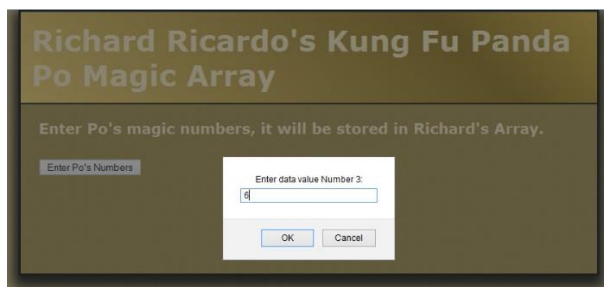 Richard Ricardo's Kung Fu Panda
Po Magic Array
Enter Po's magic numbers, it will be stored in Richard's Array.
Enter Po's Numbers
Enter data value Number 3:
6
OK Cancel